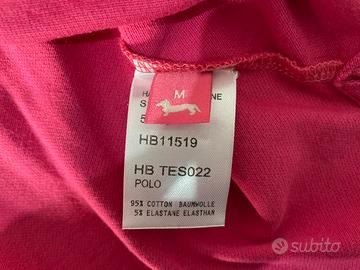 M
HB11519
HB TES022
POLO
95% COTTON BAUMWOLLE
5% ELASTANE ELASTHAN
subito